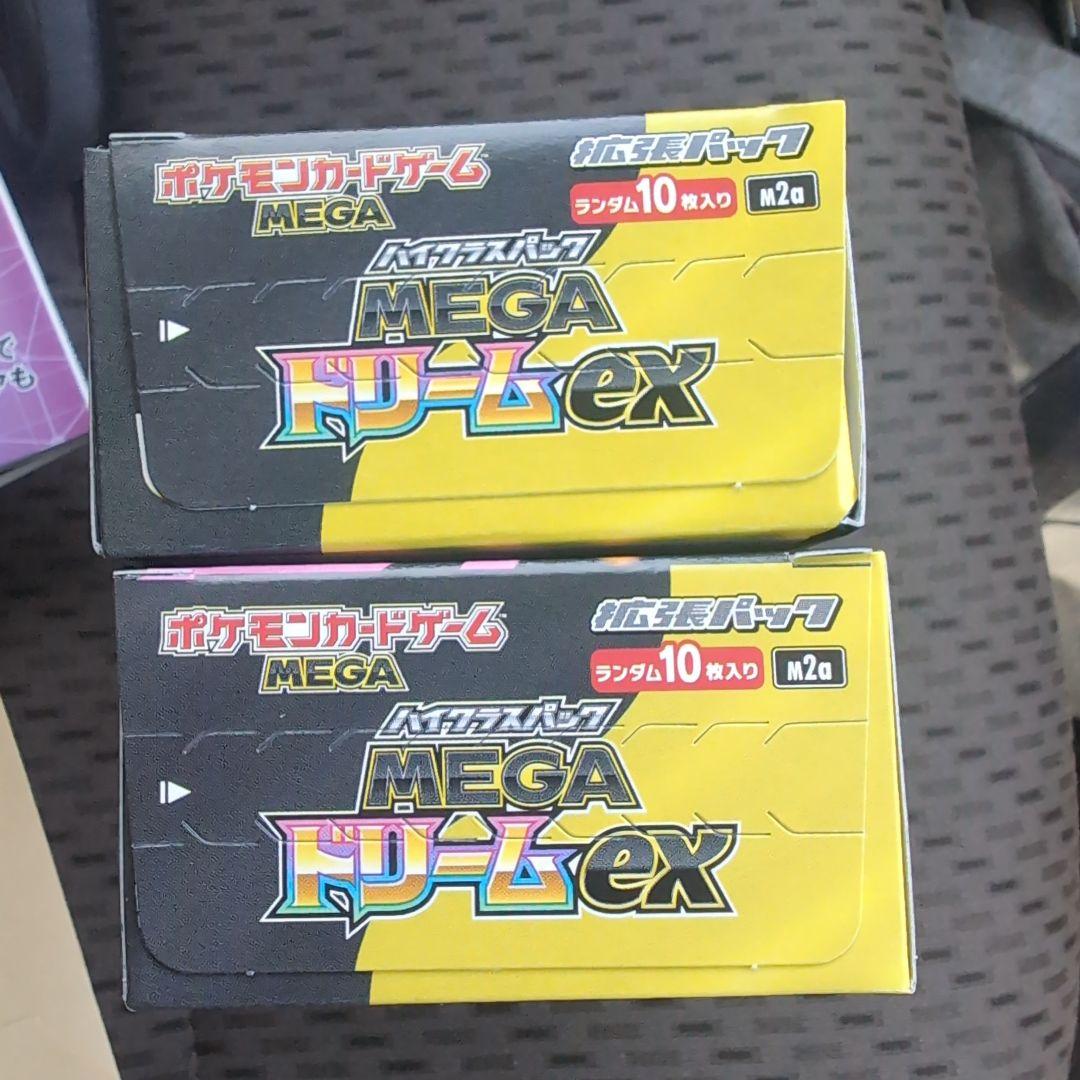 ポケモンカードゲーム
MEGA
拡張パック
ランダム10枚入り M2a
ハイクラスパック
MEGA
ドリームex
で
も
ポケモンカードゲーム
MEGA
拡張パック
ランダム10枚入り M2a
ハイクラスパック
MEGA
ドリームex